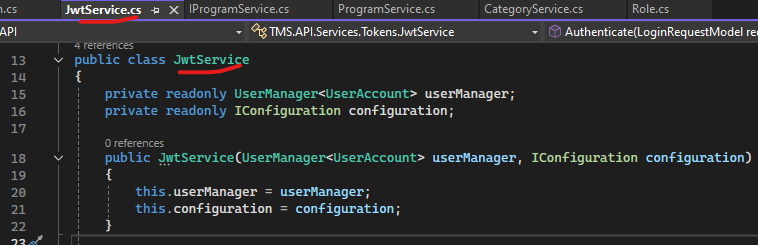 m.cs JwtService.cs IProgramService.cs ProgramService.cs CategoryService.cs Role.cs
API TMS.API.Services.Tokens.JwtService Authenticate(LoginRequestModel rec
4 references
13 public class JwtService
14 {
15 private readonly UserManager<UserAccount> userManager;
16 private readonly IConfiguration configuration;
17
0 references
18 public JwtService(UserManager<UserAccount> userManager, IConfiguration configuration)
19 {
20 this.userManager = userManager;
21 this.configuration = configuration;
22 }
23